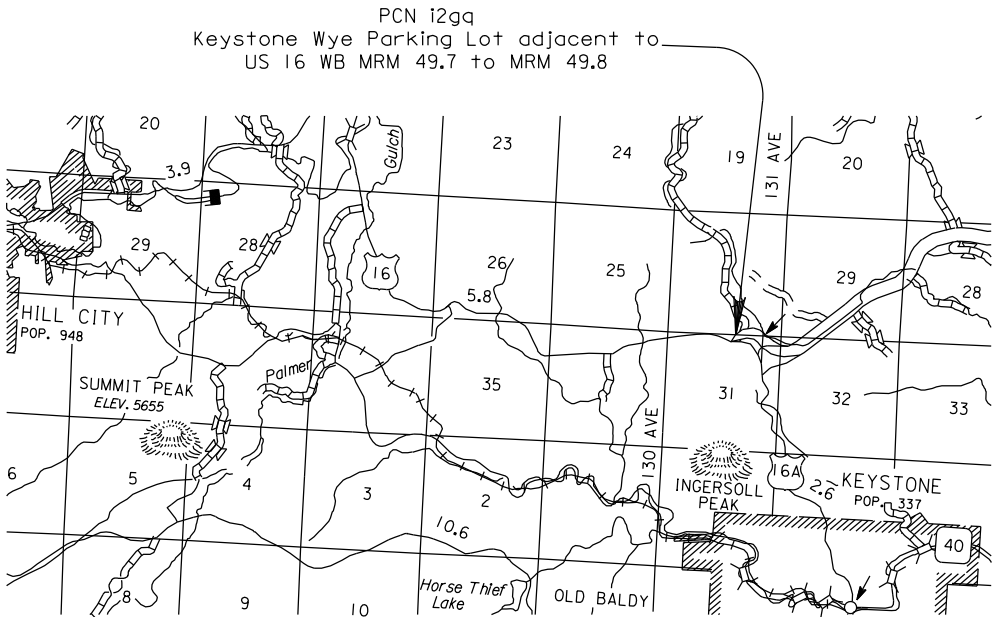 PCN i2gq
Keystone Wye Parking Lot adjacent to
US 16 WB MRM 49.7 to MRM 49.8
20
23
24
19
20
131 AVE
Gulch
3.9
29
28
16
26
25
29
28
5.8
HILL CITY
POP. 948
Palmer
35
31
32
33
SUMMIT PEAK
ELEV. 5655
130 AVE
16A
6
5
4
3
2
INGERSOLL
PEAK
2.6
KEYSTONE
POP. 337
10.6
40
8
9
10
Horse Thief
Lake
OLD BALDY